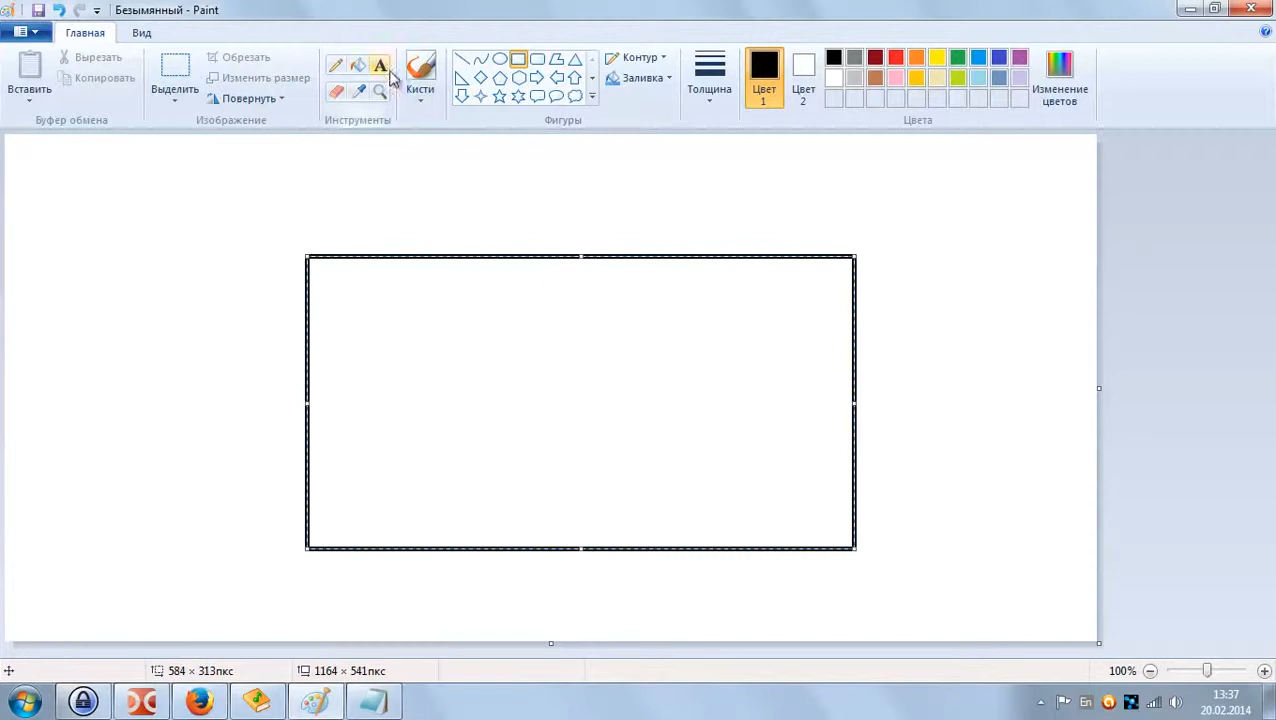 Безымянный - Paint
Главная
Вид
Вставить
Вырезать
Копировать
Буфер обмена
Выделить
Обрезать
Изменить размер
Повернуть
Изображение
A
Инструменты
Кисти
Контур
Заливка
Фигуры
Толщина
Цвет
1
Цвет
2
Изменение
цветов
Цвета
584 × 313пкс
1164 × 541пкс
100%
En
13:37
20.02.2014